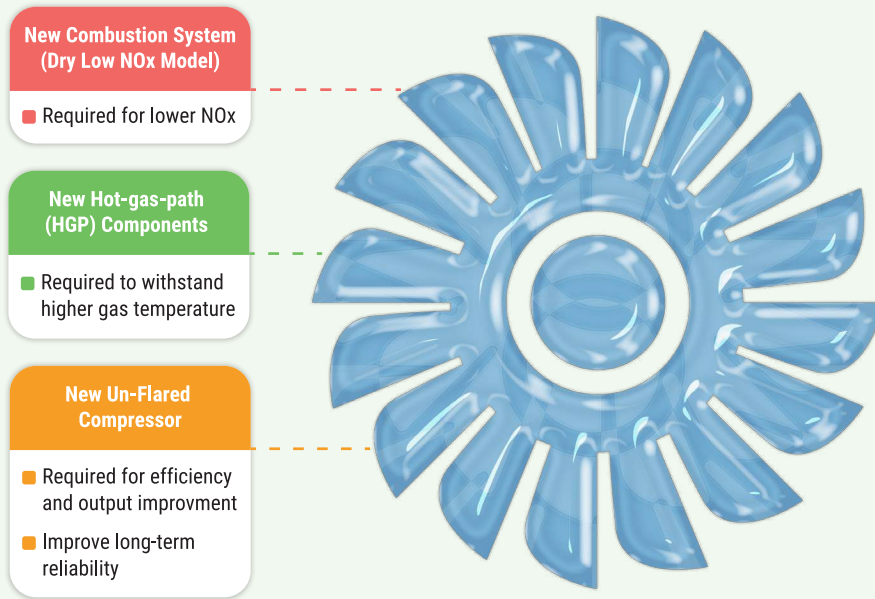 New Combustion System
(Dry Low NOx Model)
Required for lower NOx
New Hot-gas-path
(HGP) Components
Required to withstand
higher gas temperature
New Un-Flared
Compressor
Required for efficiency
and output improvment
Improve long-term
reliability